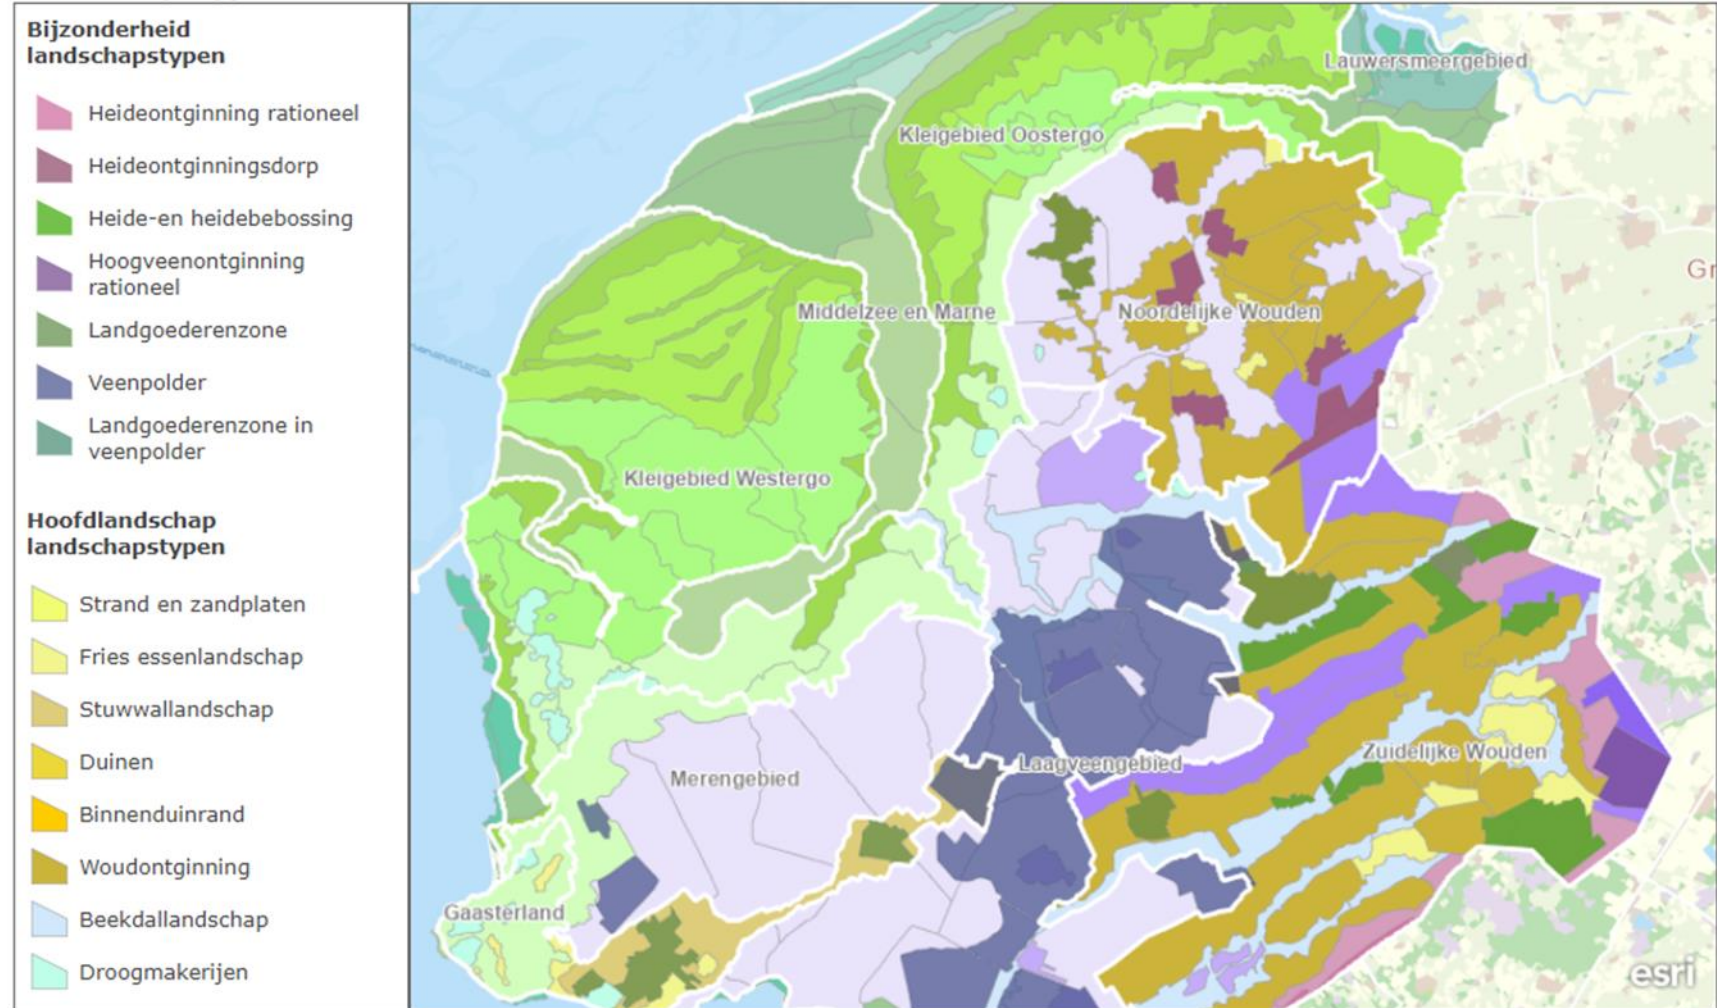 Bijzonderheid
landschapstypen
Heideontginning rationeel
Heideontginningsdorp
Heide-en heidebebossing
Hoogveenontginning
rationeel
Landgoederenzone
Veenpolder
Landgoederenzone in
veenpolder
Hoofdlandschap
landschapstypen
Strand en zandplaten
Fries essenlandschap
Stuwwallandschap
Duinen
Binnenduinrand
Woudontginning
Beekdallandschap
Droogmakerijen
Lauwersmeergebied
Kleigebied Oostergo
Gr
Middelzee en Marne
Noordelijke Wouden
Kleigebied Westergo
Zuidelijke Wouden
Laagveengebied
Merengebied
Gaasterland
esri